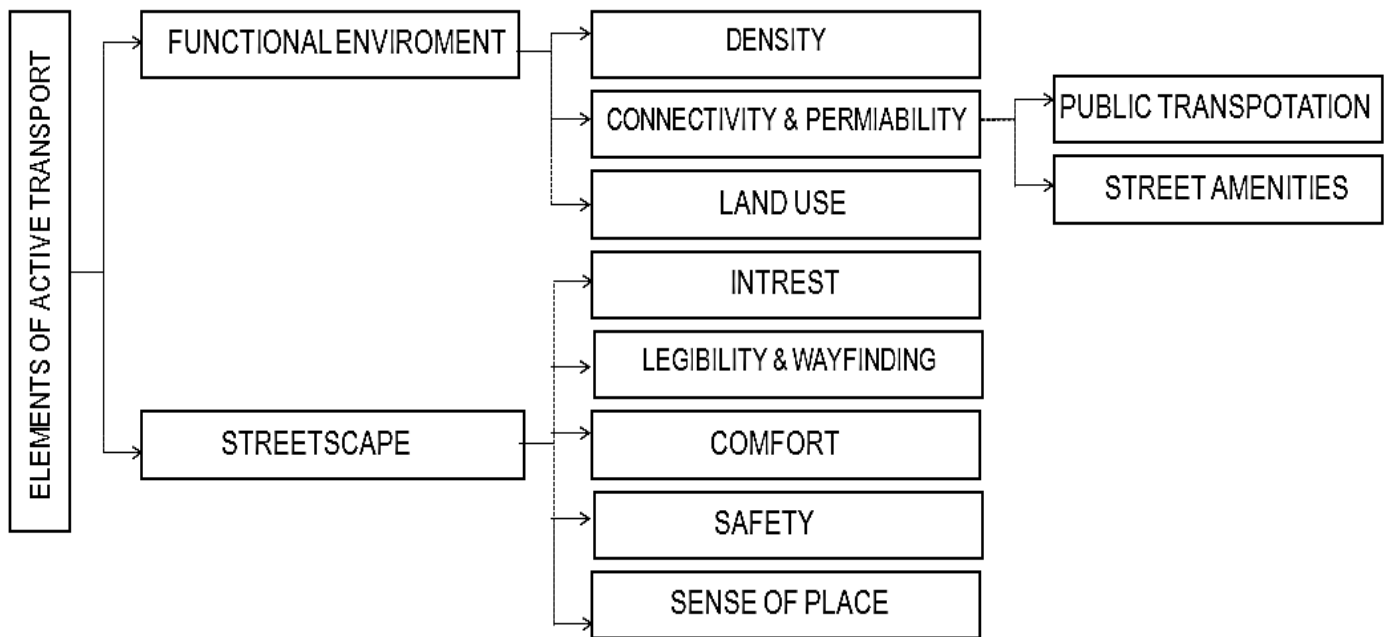 ELEMENTS OF ACTIVE TRANSPORT
FUNCTIONAL ENVIROMENT
DENSITY
CONNECTIVITY & PERMIABILITY
PUBLIC TRANSPOTATION
STREET AMENITIES
LAND USE
STREETSCAPE
INTREST
LEGIBILITY & WAYFINDING
COMFORT
SAFETY
SENSE OF PLACE